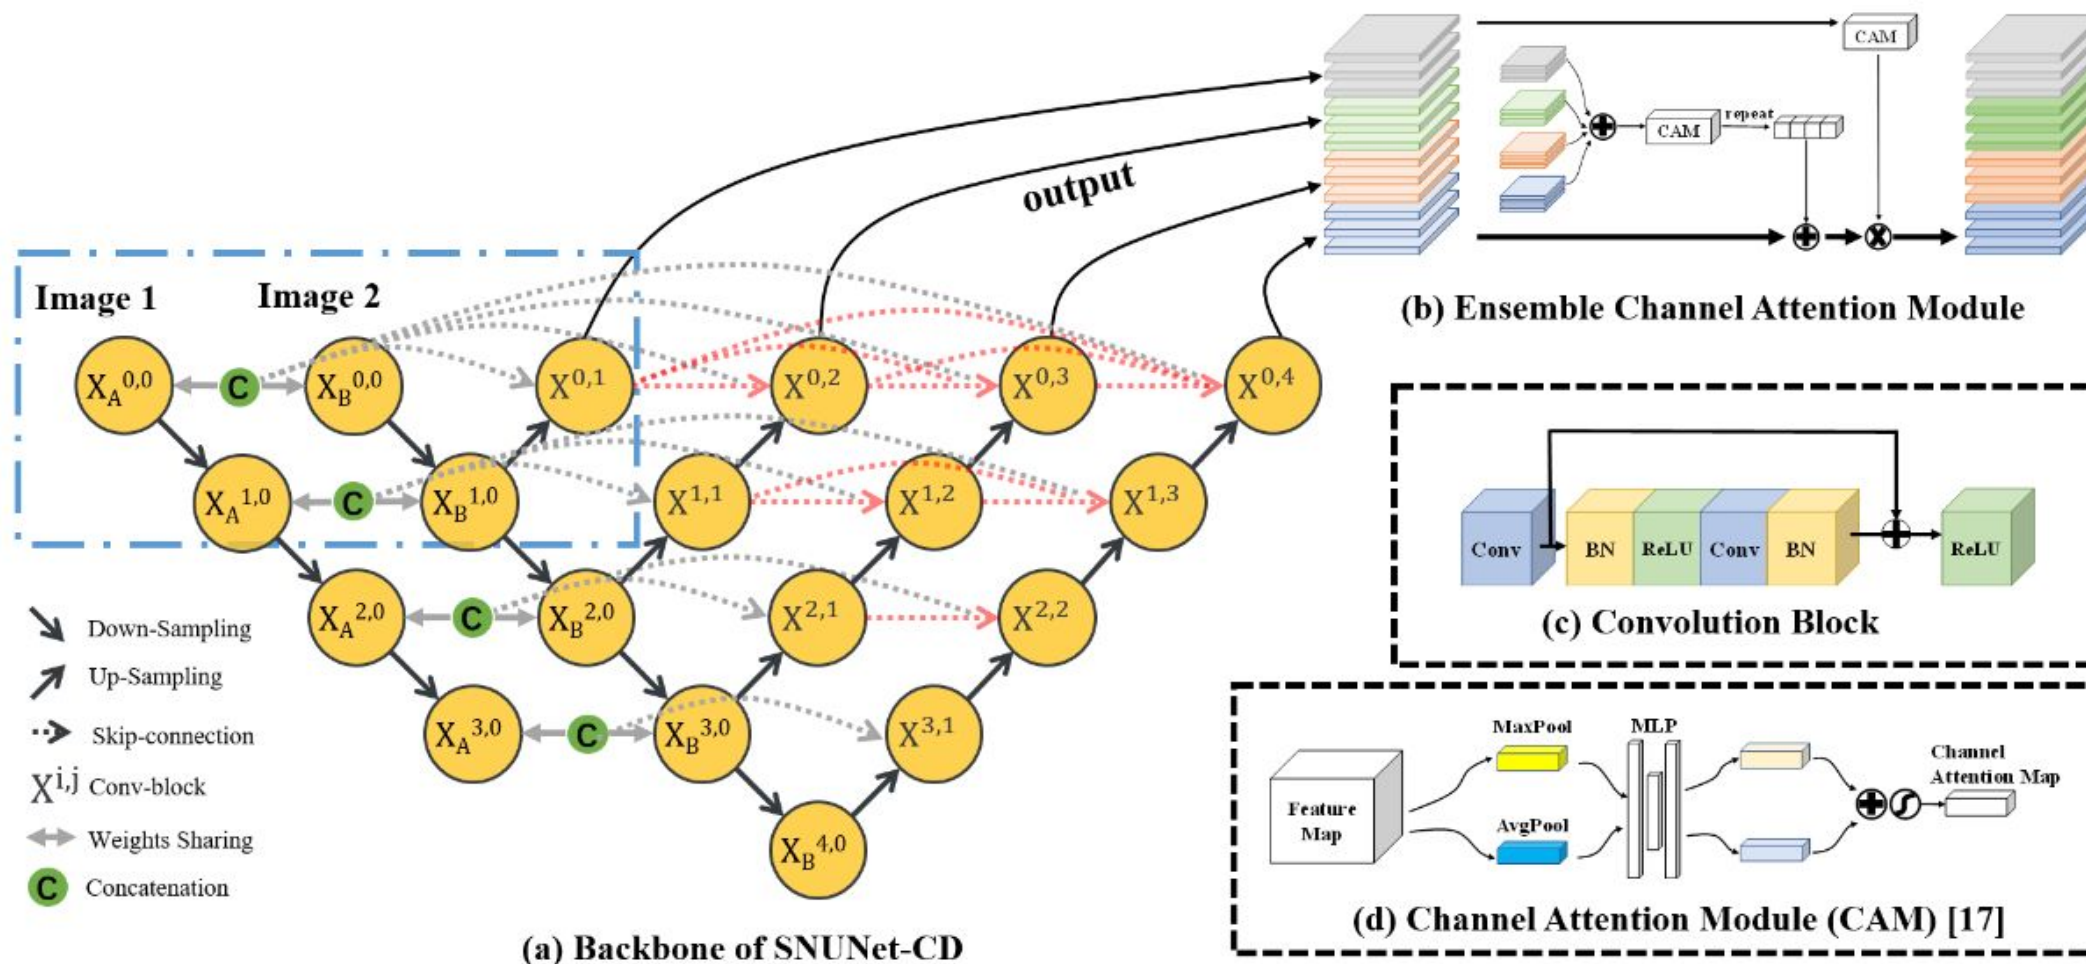 Image 1
Image 2
X_A^{0,0}
C
X_B^{0,0}
X^{0,1}
X^{0,2}
X^{0,3}
X^{0,4}
X_A^{1,0}
C
X_B^{1,0}
X^{1,1}
X^{1,2}
X^{1,3}
X_A^{2,0}
C
X_B^{2,0}
X^{2,1}
X^{2,2}
X_A^{3,0}
C
X_B^{3,0}
X^{3,1}
X_B^{4,0}
output
Down-Sampling
Up-Sampling
Skip-connection
X^{i,j} Conv-block
Weights Sharing
C Concatenation
(a) Backbone of SNUNet-CD
CAM
CAM
repeat
(b) Ensemble Channel Attention Module
Conv
BN
ReLU
Conv
BN
ReLU
(c) Convolution Block
Feature
Map
MaxPool
AvgPool
MLP
Channel
Attention Map
(d) Channel Attention Module (CAM) [17]